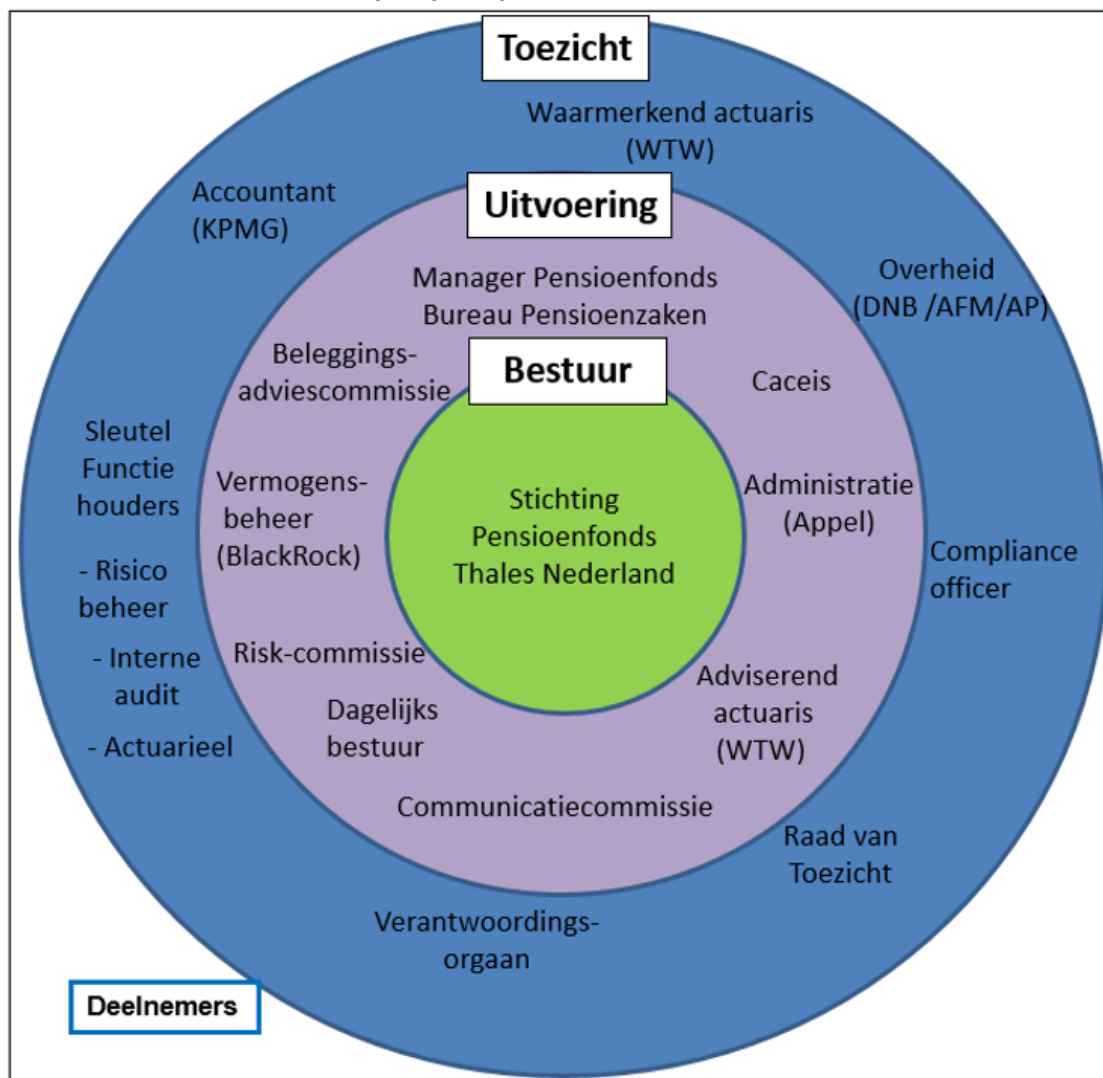 Toezicht
Waarmerkend actuaris
(WTW)
Accountant
(KPMG)
Overheid
(DNB /AFM/AP)
Sleutel
Functie
houders
- Risico
beheer
- Interne
audit
- Actuarieel
Compliance
officer
Raad van
Toezicht
Verantwoordings-
orgaan
Uitvoering
Manager Pensioenfonds
Bureau Pensioenzaken
Beleggings-
adviescommissie
Caceis
Vermogens-
beheer
(BlackRock)
Administratie
(Appel)
Risk-commissie
Dagelijks
bestuur
Adviserend
actuaris
(WTW)
Communicatiecommissie
Bestuur
Stichting
Pensioenfonds
Thales Nederland
Deelnemers